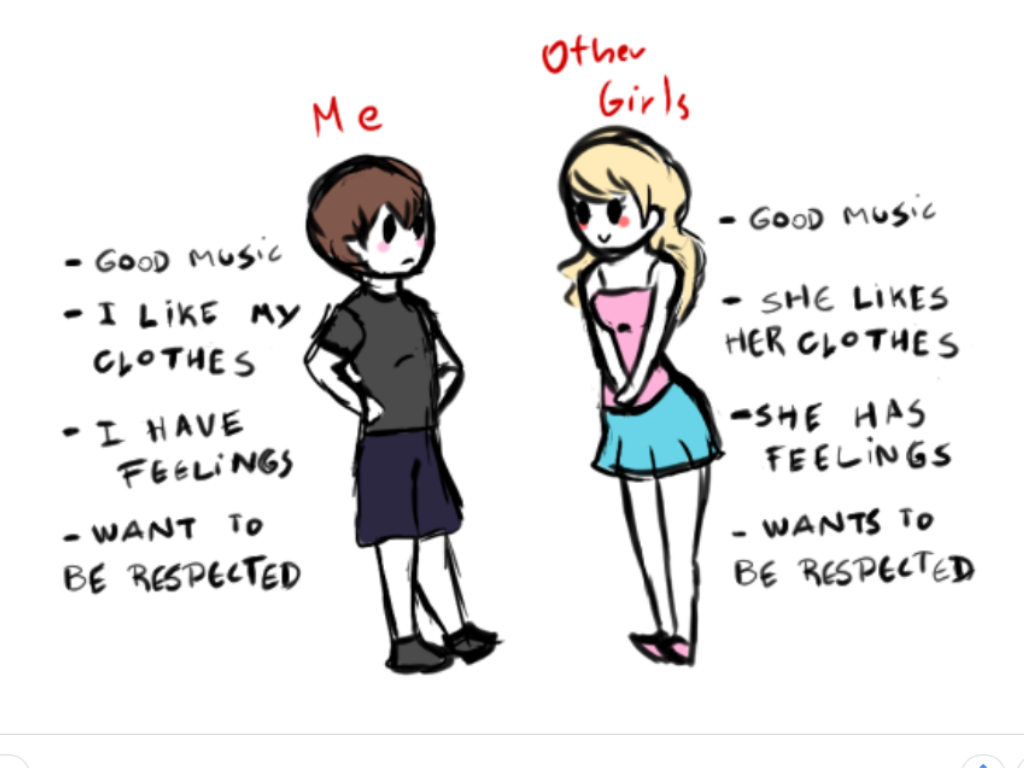 Me
- GOOD MUSIC
- I LIKE MY
CLOTHES
- I HAVE
FEELINGS
- WANT TO
BE RESPECTED
Other
Girls
- GOOD MUSIC
- SHE LIKES
HER CLOTHES
- SHE HAS
FEELINGS
- WANTS TO
BE RESPECTED